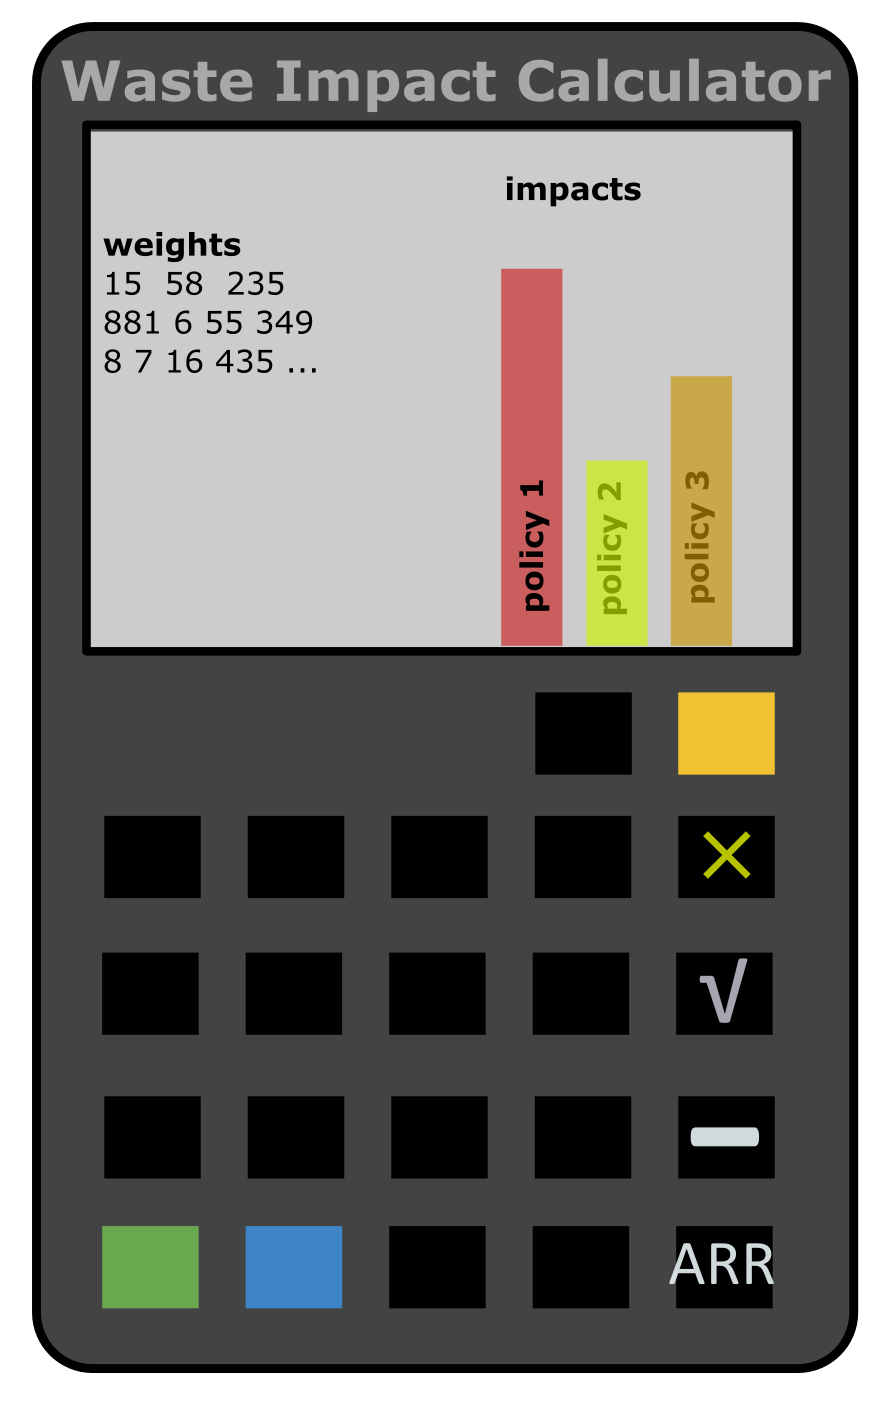 Waste Impact Calculator
impacts
weights
15 58 235
881 6 55 349
8 7 16 435 ...
policy 1
policy 2
policy 3
×
√
-
ARR